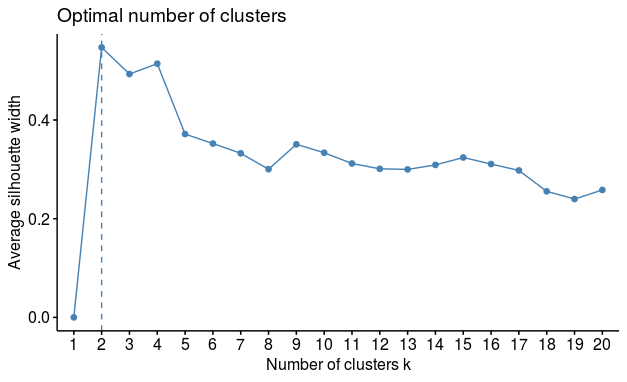 Optimal number of clusters
Average silhouette width
0.4
0.2
0.0
1 2 3 4 5 6 7 8 9 10 11 12 13 14 15 16 17 18 19 20
Number of clusters k